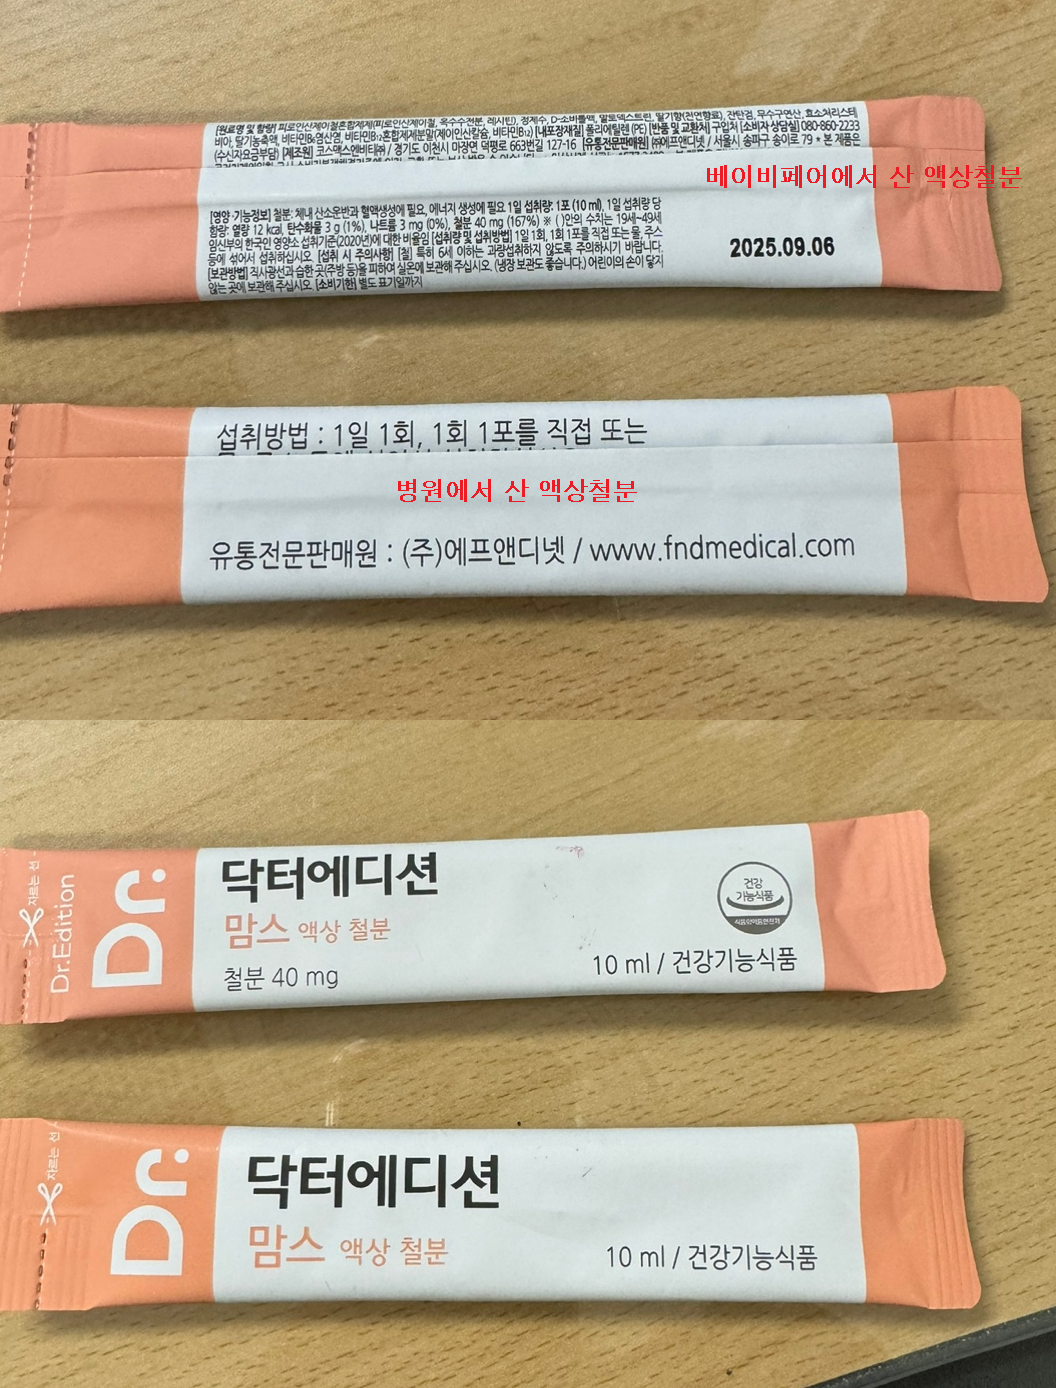 [원료명 및 함량] 피로인산제이철혼합제제(피로인산제이철, 옥수수전분, 레시틴), 정제수, D-소비톨액, 말토덱스트린, 딸기향(천연향료), 잔탄검, 무수구연산, 효소처리스테
비아, 딸기농축액, 비타민B₆염산염, 비타민B₁₂혼합제제분말(제이인산칼슘, 비타민B₁₂) [내포장재질] 폴리에틸렌 (PE) [반품 및 교환처] 구입처 [소비자 상담실] 080-860-2233
(수신자요금부담) [제조원] 코스맥스엔비티㈜ / 경기도 이천시 마장면 덕평로 663번길 127-16 [유통전문판매원] ㈜에프앤디넷 / 서울시 송파구 송이로 79 * 본 제품은
베이비페어에서 산 액상철분
[영양·기능정보] 철분: 체내 산소운반과 혈액생성에 필요, 에너지 생성에 필요 1일 섭취량: 1포 (10 ml), 1일 섭취량 당
함량: 열량 12 kcal, 탄수화물 3 g (1%), 나트륨 3 mg (0%), 철분 40 mg (167%) ※ ( )안의 수치는 19세~49세
임신부의 한국인 영양소 섭취기준(2020년)에 대한 비율임 [섭취량 및 섭취방법] 1일 1회, 1회 1포를 직접 또는 물, 주스
등에 섞어서 섭취하십시오. [섭취 시 주의사항] [철] 특히 6세 이하는 과량섭취하지 않도록 주의하시기 바랍니다.
[보관방법] 직사광선과 습한 곳(주방 등)을 피하여 실온에 보관해 주십시오. (냉장 보관도 좋습니다.) 어린이의 손이 닿지
않는 곳에 보관해 주십시오. [소비기한] 별도 표기일까지
2025.09.06
섭취방법 : 1일 1회, 1회 1포를 직접 또는
병원에서 산 액상철분
유통전문판매원 : (주)에프앤디넷 / www.fndmedical.com
자르는 선
Dr.Edition
Dr.
닥터에디션
맘스 액상 철분
철분 40 mg
건강
기능식품
식품의약품안전처
10 ml / 건강기능식품
자르는 선
Dr.
닥터에디션
맘스 액상 철분
10 ml / 건강기능식품